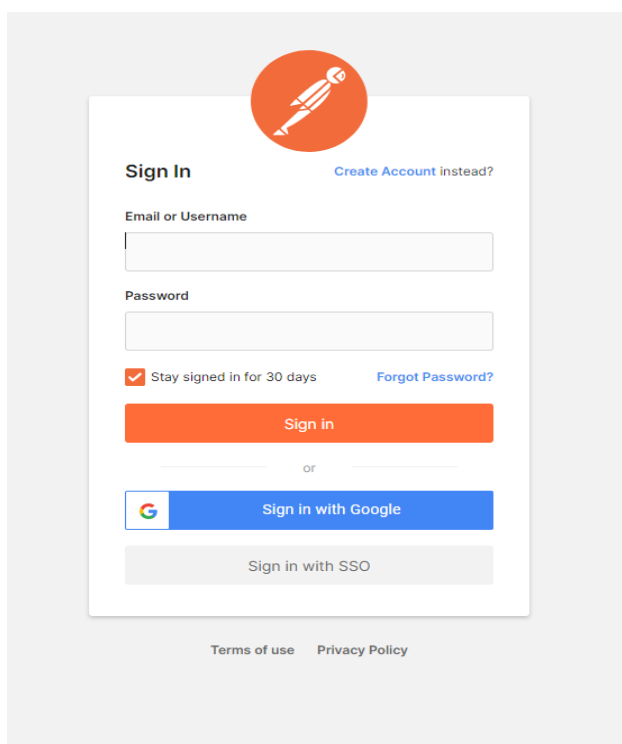 Sign In
Create Account instead?
Email or Username
Password
Stay signed in for 30 days
Forgot Password?
Sign in
or
Sign in with Google
Sign in with SSO
Terms of use
Privacy Policy